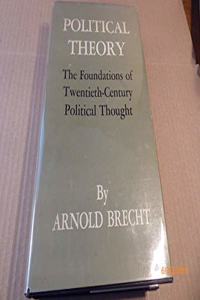 POLITICAL
THEORY
The Foundations of
Twentieth-Century
Political Thought
By
ARNOLD BRECHT